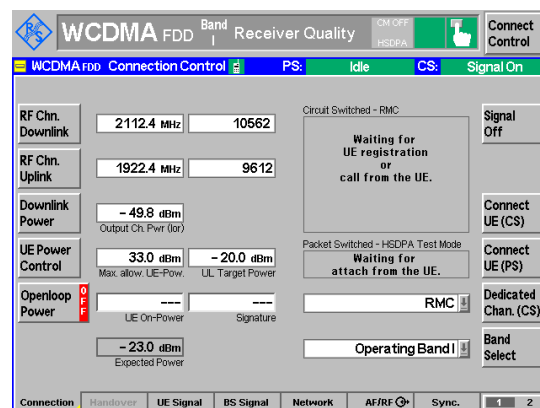 WCDMA FDD Band I Receiver Quality CM OFF HSDPA Connect Control
WCDMA FDD Connection Control PS: Idle CS: Signal On
RF Chn. Downlink 2112.4 MHz 10562
Circuit Switched - RMC
Waiting for
UE registration
or
call from the UE.
Signal Off
RF Chn. Uplink 1922.4 MHz 9612
Downlink Power - 49.8 dBm
Output Ch. Pwr (Ior)
Connect UE (CS)
UE Power Control 33.0 dBm - 20.0 dBm
Max. allow. UE-Pow. UL Target Power
Packet Switched - HSDPA Test Mode
Waiting for
attach from the UE.
Connect UE (PS)
Openloop Power OFF --- ---
UE On-Power Signature
RMC
Dedicated Chan. (CS)
- 23.0 dBm
Expected Power
Operating Band I
Band Select
Connection Handover UE Signal BS Signal Network AF/RF Sync. 1 2